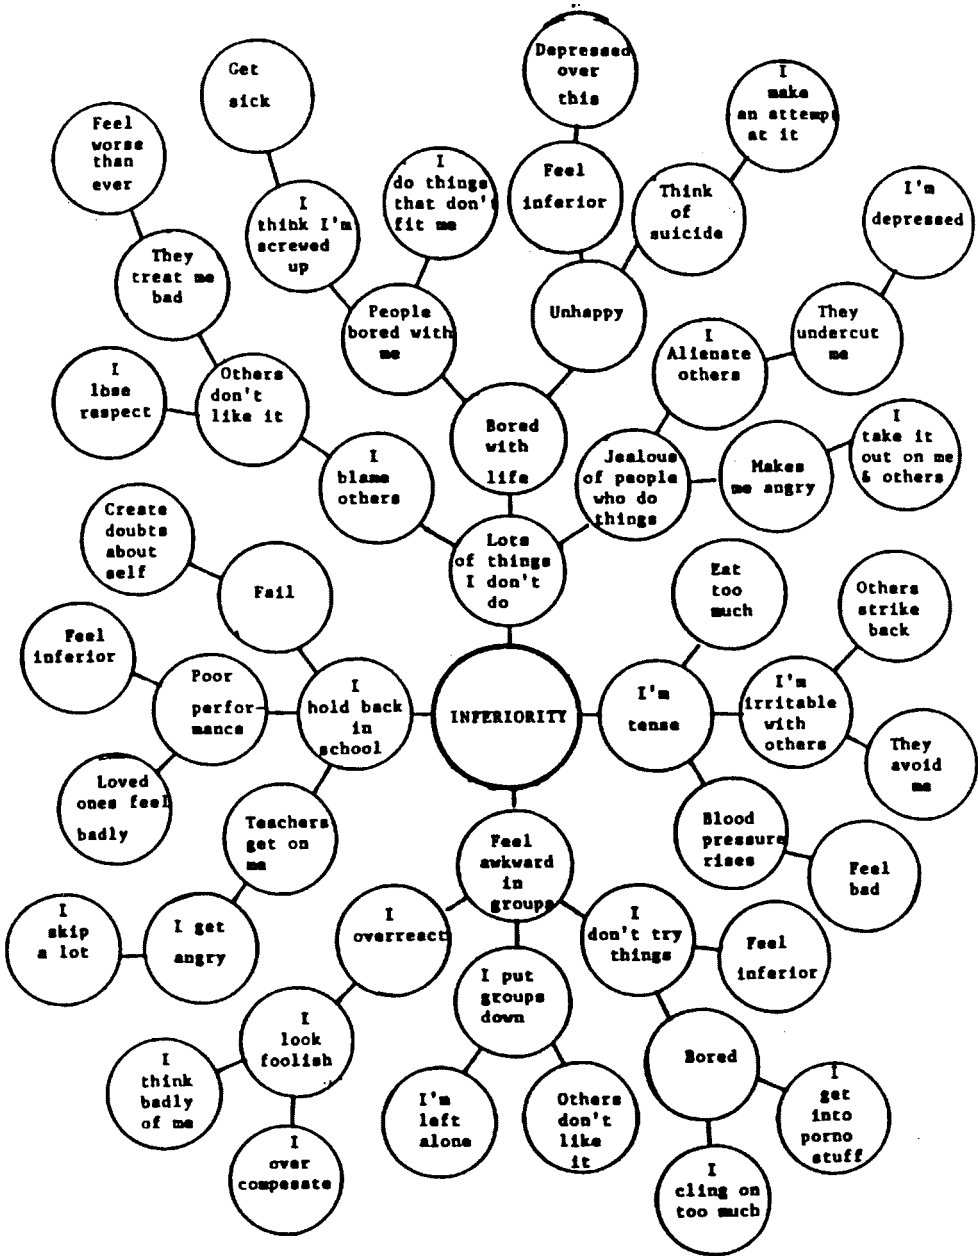 Depressed
over
this
Get
sick
I
make
an attempt
at it
Feel
worse
than
ever
I
do things
that don't
fit me
Feel
inferior
Think
of
suicide
I'm
depressed
I
think I'm
screwed
up
They
treat me
bad
People
bored with
me
Unhappy
They
undercut
me
I
Alienate
others
I
lose
respect
Others
don't
like it
Bored
with
life
I
take it
out on me
& others
I
blame
others
Jealous
of people
who do
things
Makes
me angry
Create
doubts
about
self
Lots
of things
I don't
do
Fail
Eat
too
much
Others
strike
back
Feel
inferior
Poor
perfor-
mance
I
hold back
in
school
INFERIORITY
I'm
tense
I'm
irritable
with
others
They
avoid
me
Loved
ones feel
badly
Teachers
get on
me
Feel
awkward
in
groups
Blood
pressure
rises
Feel
bad
I
skip
a lot
I get
angry
I
overreact
I
don't try
things
Feel
inferior
I put
groups
down
I
look
foolish
Bored
I
think
badly
of me
I'm
left
alone
Others
don't
like
it
I
get
into
porno
stuff
I
over
compesate
I
cling on
too much